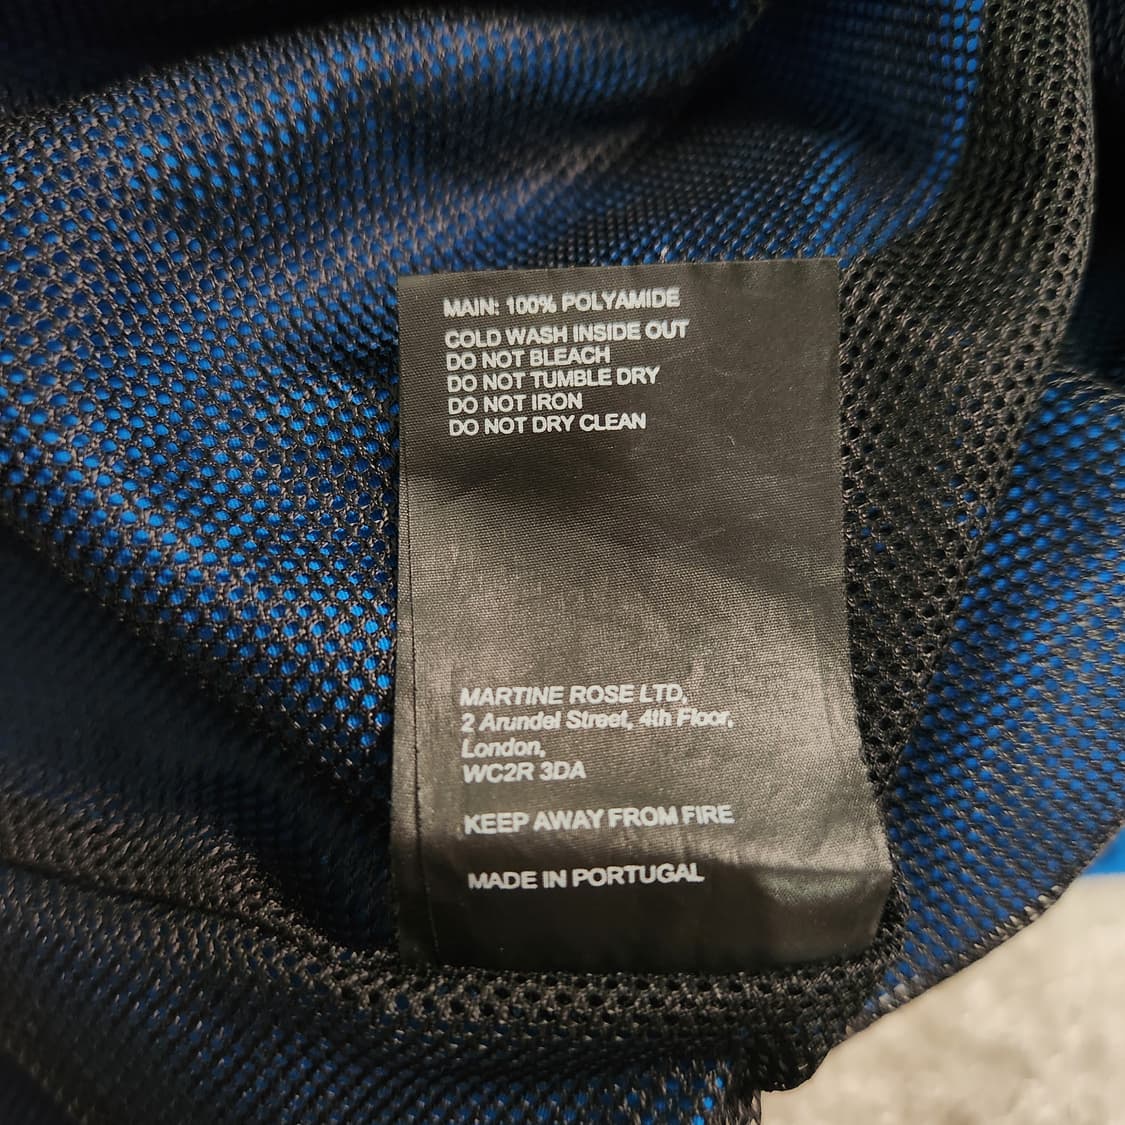 MAIN: 100% POLYAMIDE
COLD WASH INSIDE OUT
DO NOT BLEACH
DO NOT TUMBLE DRY
DO NOT IRON
DO NOT DRY CLEAN
MARTINE ROSE LTD,
2 Arundel Street, 4th Floor,
London,
WC2R 3DA
KEEP AWAY FROM FIRE
MADE IN PORTUGAL